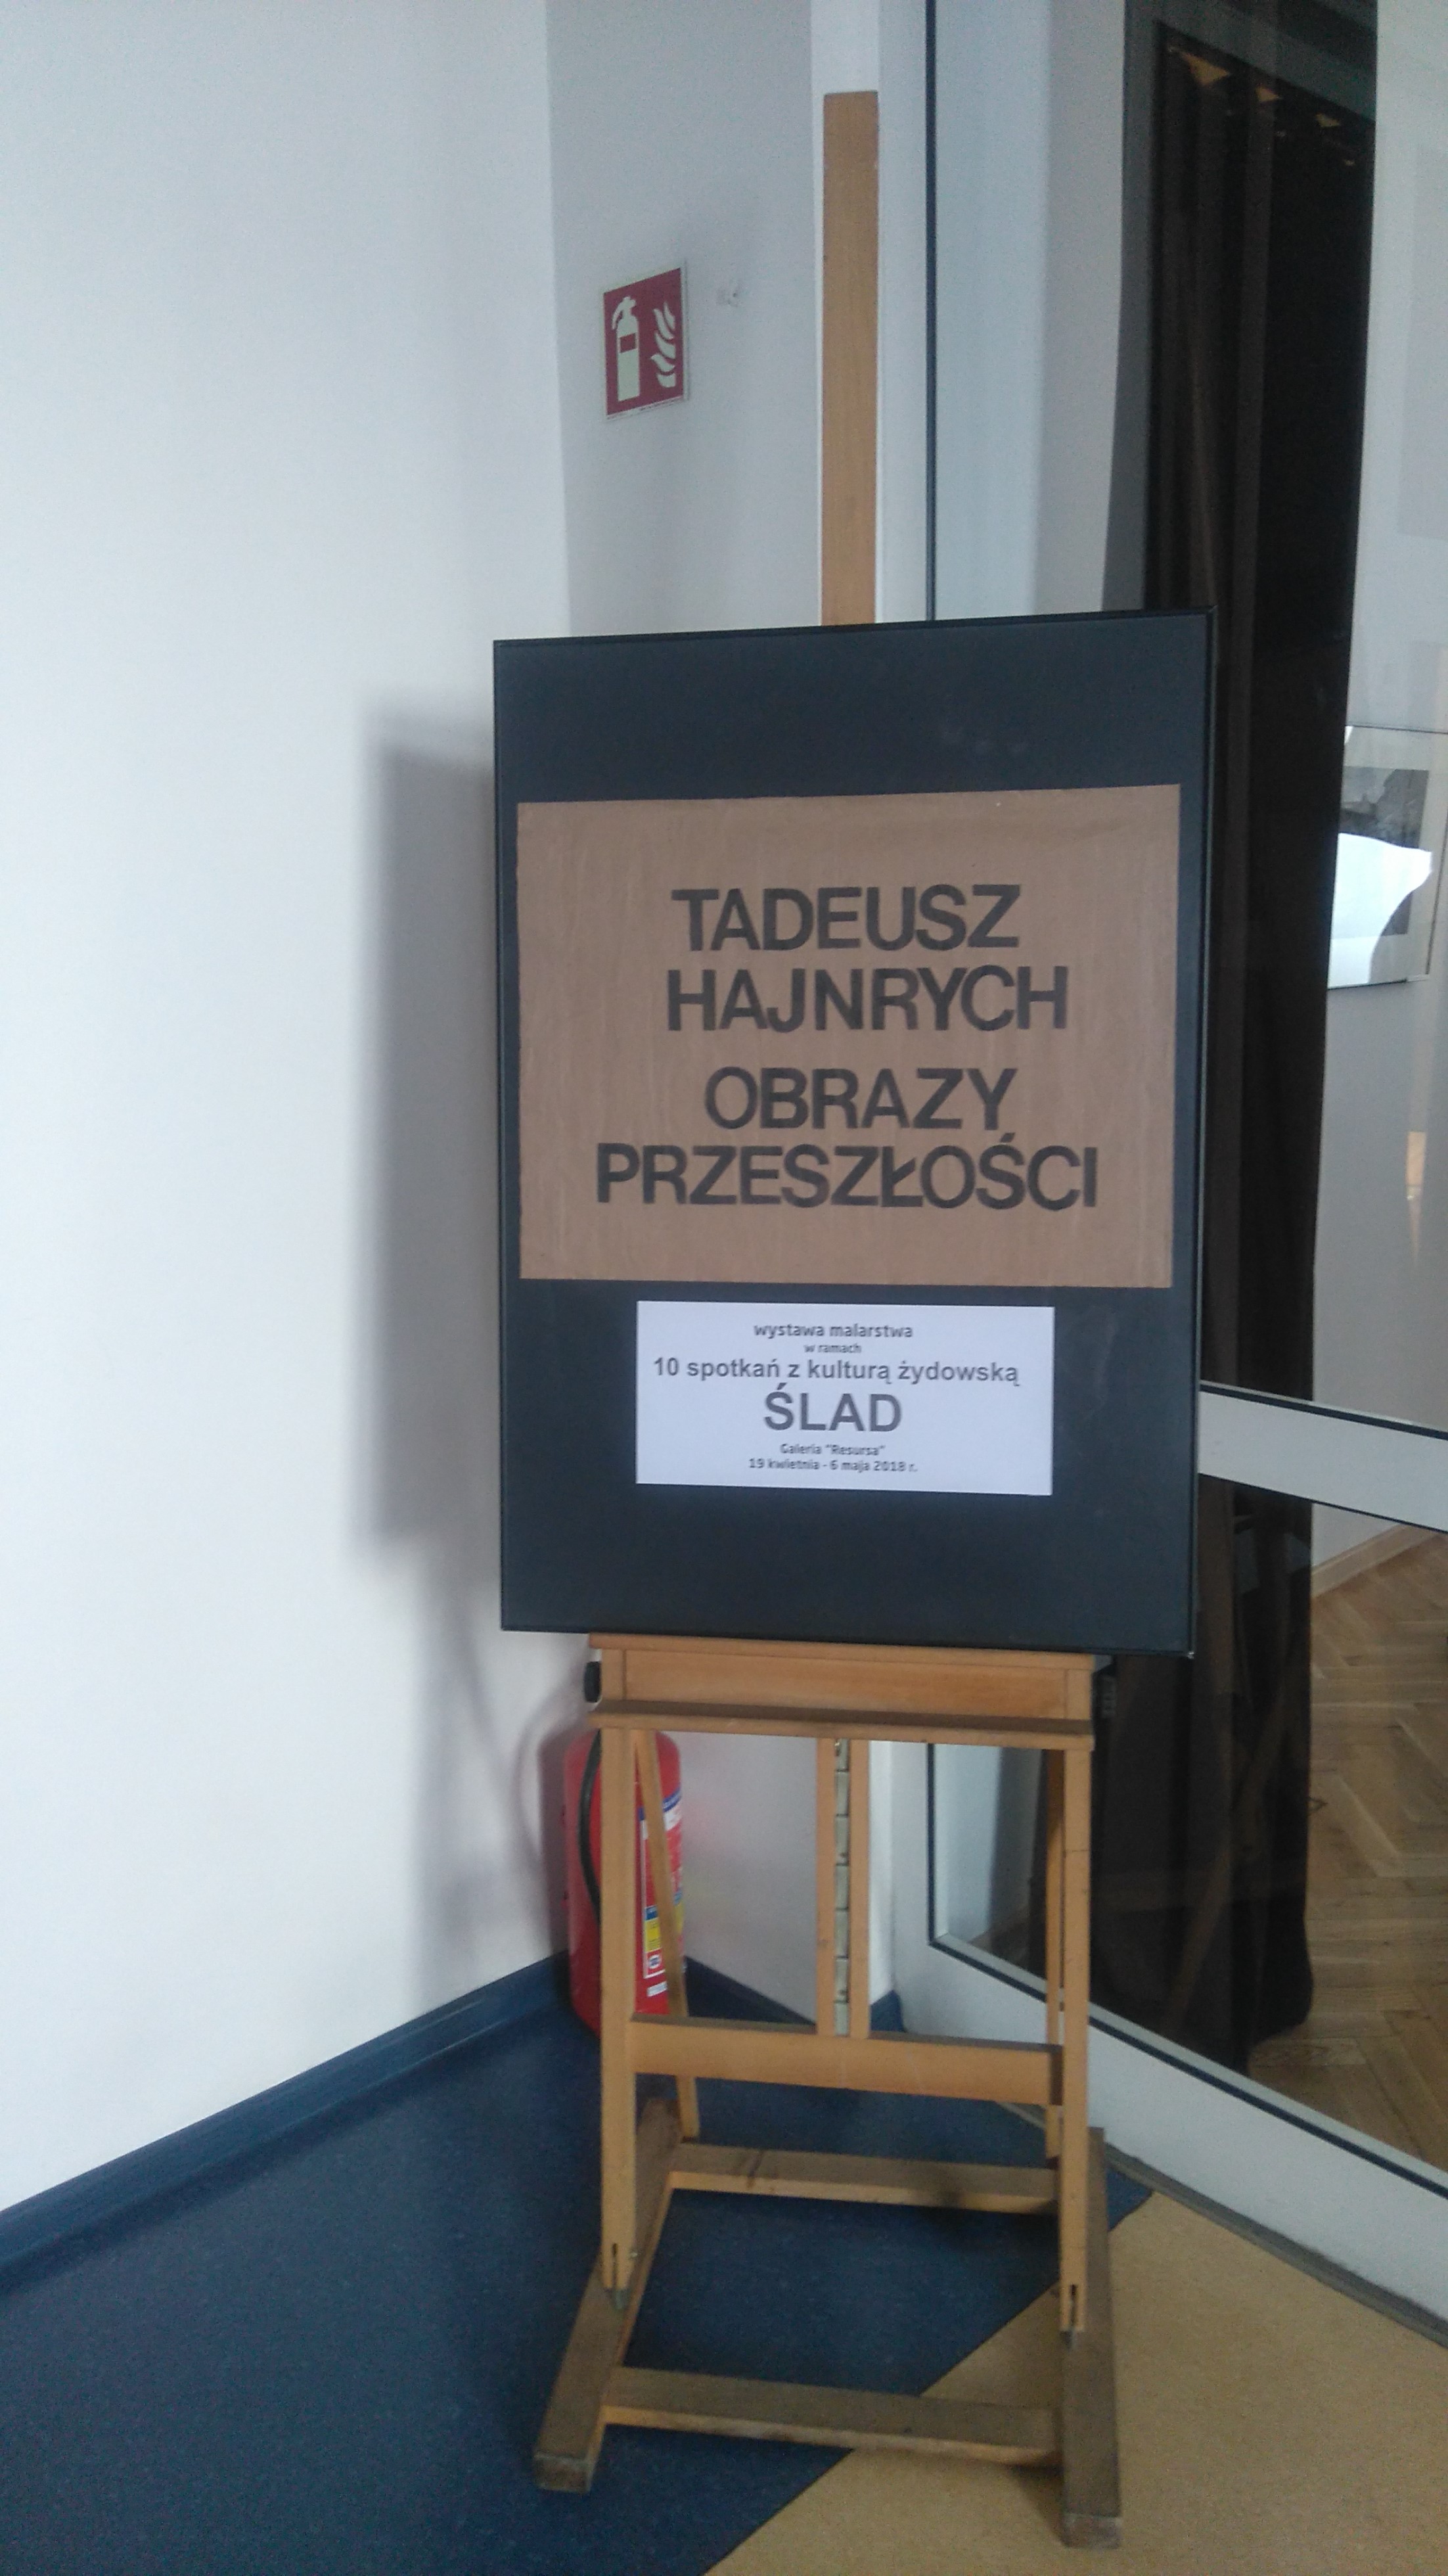 TADEUSZ
HAJNRYCH
OBRAZY
PRZESZŁOŚCI
wystawa malarstwa
w ramach
10 spotkań z kulturą żydowską
ŚLAD
Galeria "Resursa"
19 kwietnia - 6 maja 2018 r.